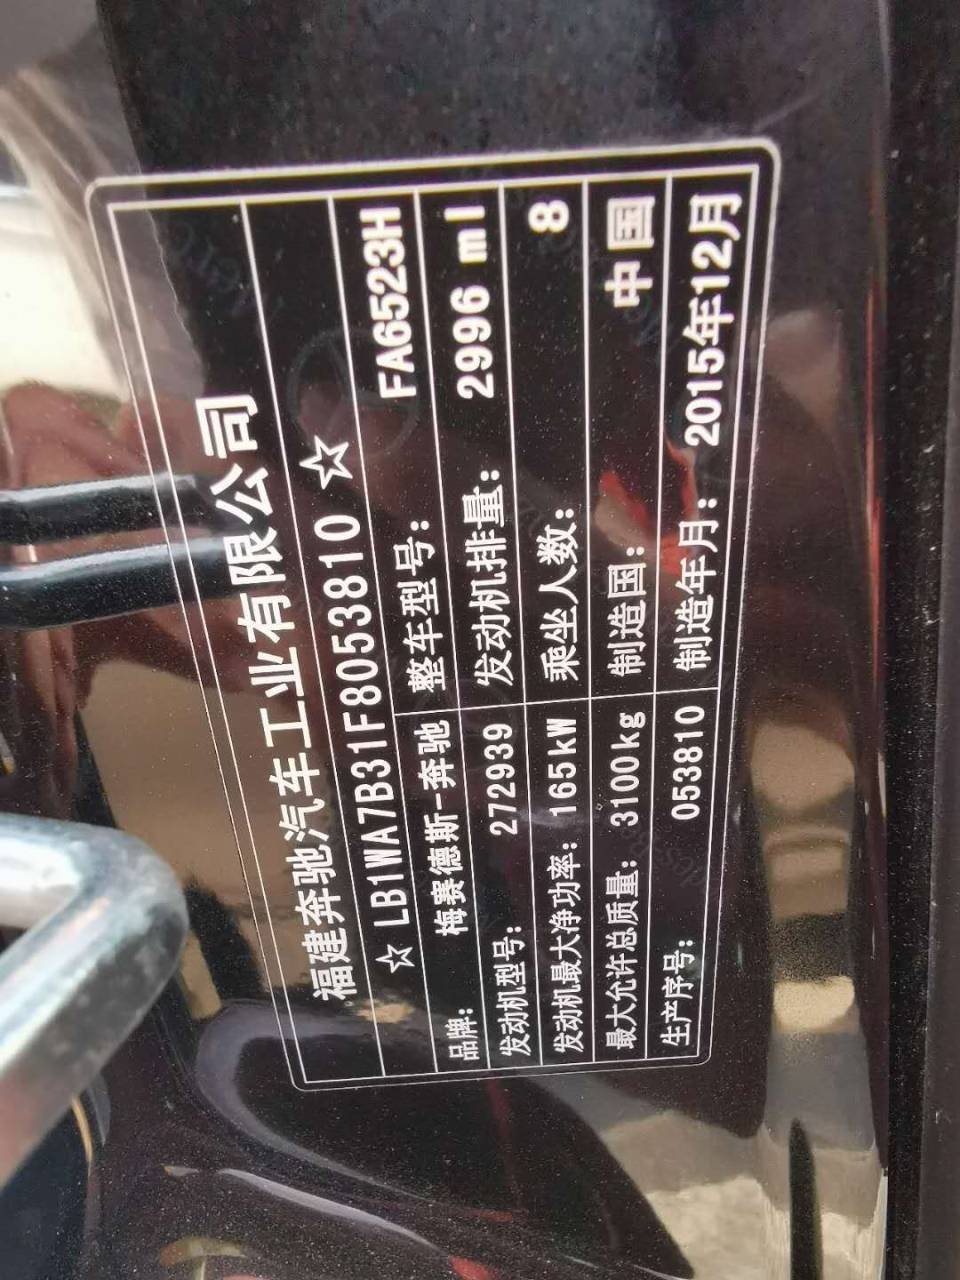 福建奔驰汽车工业有限公司
☆ LB1WA7B31F8053810 ☆
品牌: 梅赛德斯-奔驰 整车型号: FA6523H
发动机型号: 272939 发动机排量: 2996 ml
发动机最大净功率: 165kW 乘坐人数: 8
最大允许总质量: 3100kg 制造国: 中国
生产序号: 053810 制造年月: 2015年12月